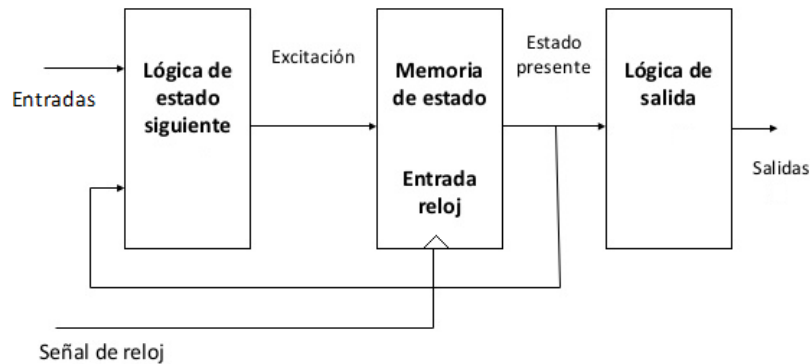 Entradas
Lógica de
estado
siguiente
Excitación
Memoria
de estado
Entrada
reloj
Estado
presente
Lógica de
salida
Salidas
Señal de reloj